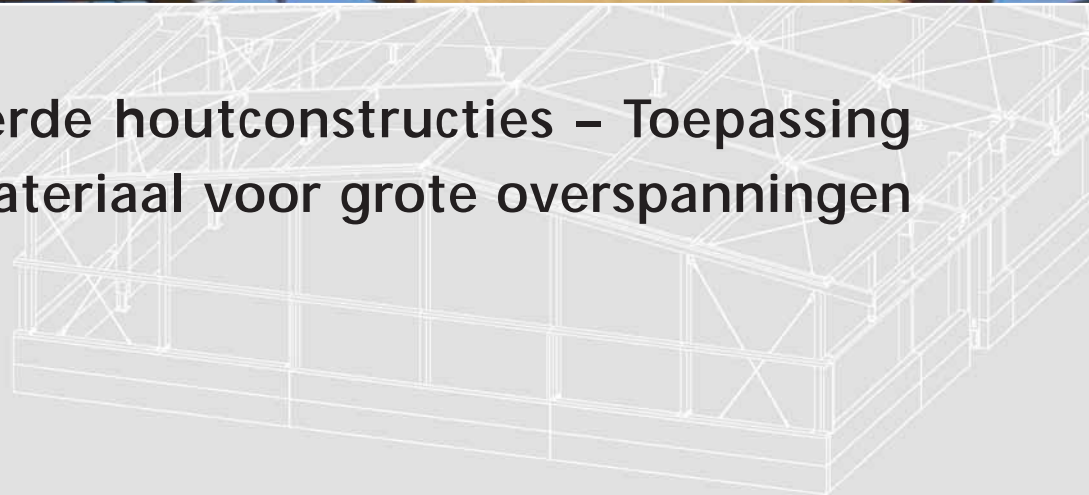 erde houtconstructies – Toepassing
ateriaal voor grote overspanningen